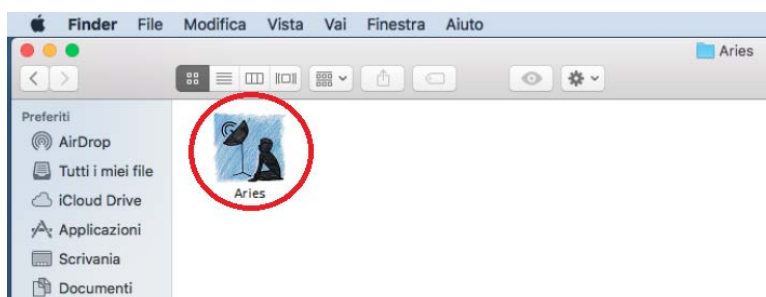 Finder File Modifica Vista Vai Finestra Aiuto
Aries
Preferiti
AirDrop
Tutti i miei file
iCloud Drive
Applicazioni
Scrivania
Documenti
Aries